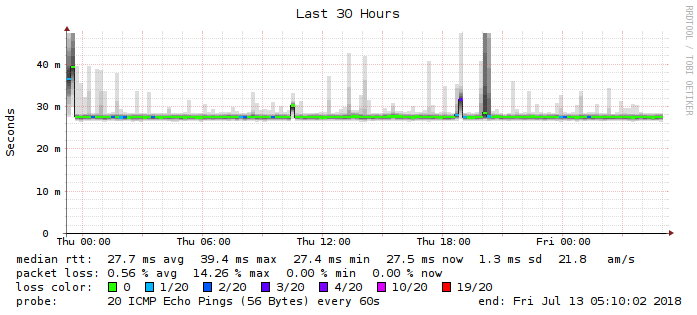 Last 30 Hours
RRDTOOL / TOBI OETIKER
Seconds
40 m
30 m
20 m
10 m
0
Thu 00:00 Thu 06:00 Thu 12:00 Thu 18:00 Fri 00:00
median rtt: 27.7 ms avg 39.4 ms max 27.4 ms min 27.5 ms now 1.3 ms sd 21.8 am/s
packet loss: 0.56 % avg 14.26 % max 0.00 % min 0.00 % now
loss color: 0 1/20 2/20 3/20 4/20 10/20 19/20
probe: 20 ICMP Echo Pings (56 Bytes) every 60s end: Fri Jul 13 05:10:02 2018